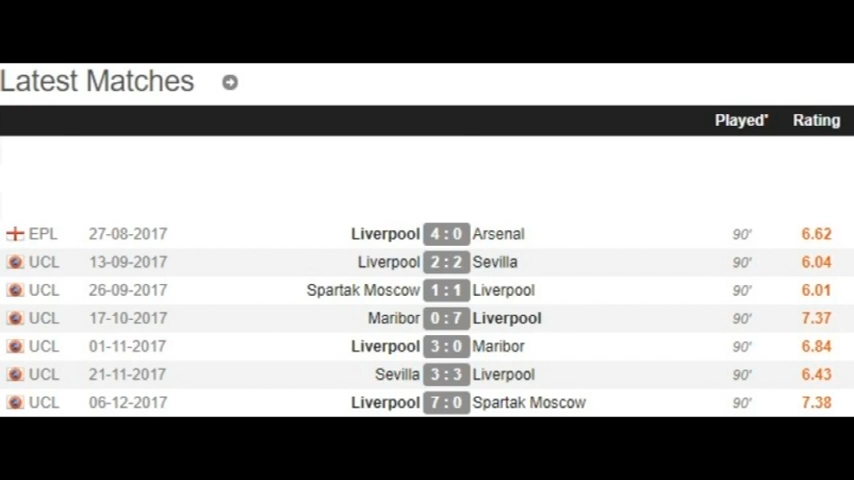 Latest Matches
Played' Rating
EPL 27-08-2017 Liverpool 4:0 Arsenal 90' 6.62
UCL 13-09-2017 Liverpool 2:2 Sevilla 90' 6.04
UCL 26-09-2017 Spartak Moscow 1:1 Liverpool 90' 6.01
UCL 17-10-2017 Maribor 0:7 Liverpool 90' 7.37
UCL 01-11-2017 Liverpool 3:0 Maribor 90' 6.84
UCL 21-11-2017 Sevilla 3:3 Liverpool 90' 6.43
UCL 06-12-2017 Liverpool 7:0 Spartak Moscow 90' 7.38